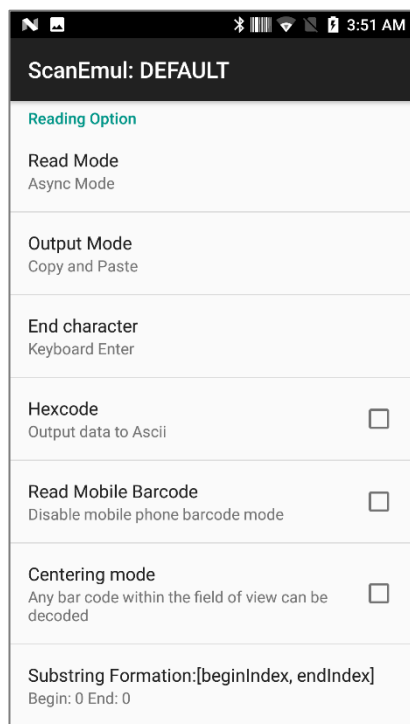 3:51 AM
ScanEmul: DEFAULT
Reading Option
Read Mode
Async Mode
Output Mode
Copy and Paste
End character
Keyboard Enter
Hexcode
Output data to Ascii
Read Mobile Barcode
Disable mobile phone barcode mode
Centering mode
Any bar code within the field of view can be
decoded
Substring Formation:[beginIndex, endIndex]
Begin: 0 End: 0